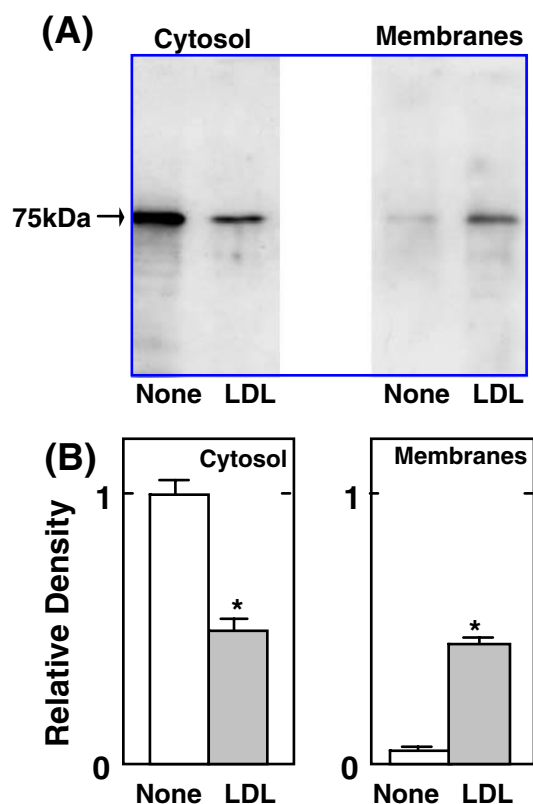 (A)
Cytosol Membranes
75kDa
None LDL None LDL
(B)
Cytosol Membranes
Relative Density
1 1
* *
0 0
None LDL None LDL